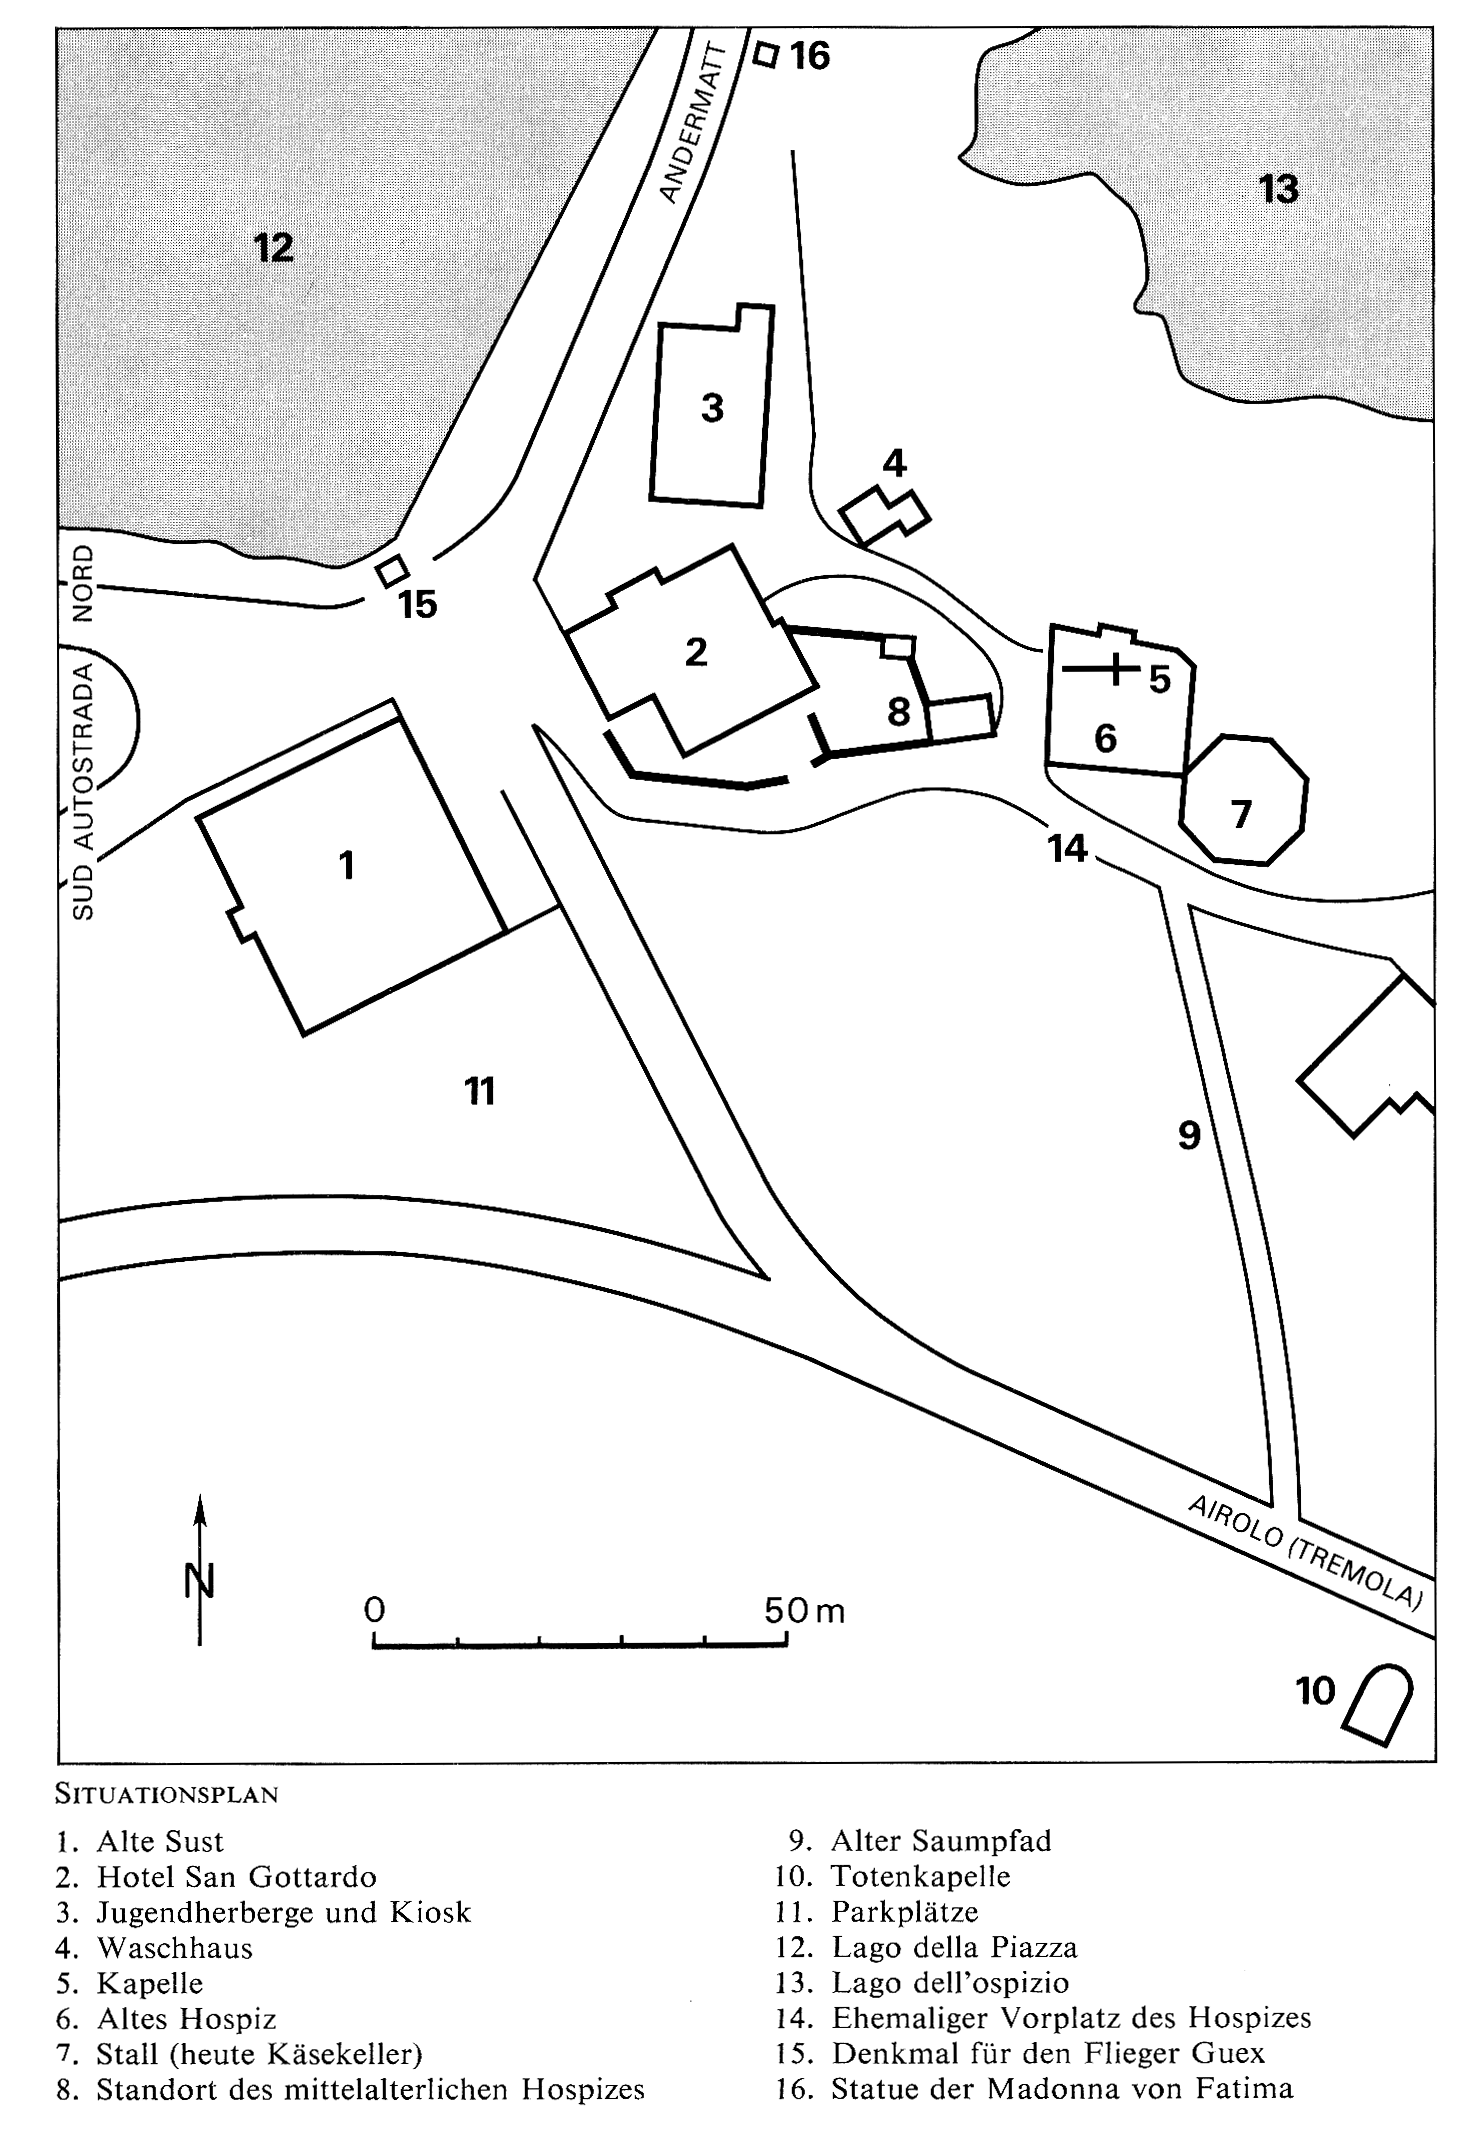 16
ANDERMATT
13
12
3
4
NORD
15
2
5
8
6
SUD AUTOSTRADA
7
1
14
11
9
AIROLO (TREMOLA)
N
0 50 m
10
SITUATIONSPLAN
1. Alte Sust
2. Hotel San Gottardo
3. Jugendherberge und Kiosk
4. Waschhaus
5. Kapelle
6. Altes Hospiz
7. Stall (heute Käsekeller)
8. Standort des mittelalterlichen Hospizes
9. Alter Saumpfad
10. Totenkapelle
11. Parkplätze
12. Lago della Piazza
13. Lago dell'ospizio
14. Ehemaliger Vorplatz des Hospizes
15. Denkmal für den Flieger Guex
16. Statue der Madonna von Fatima